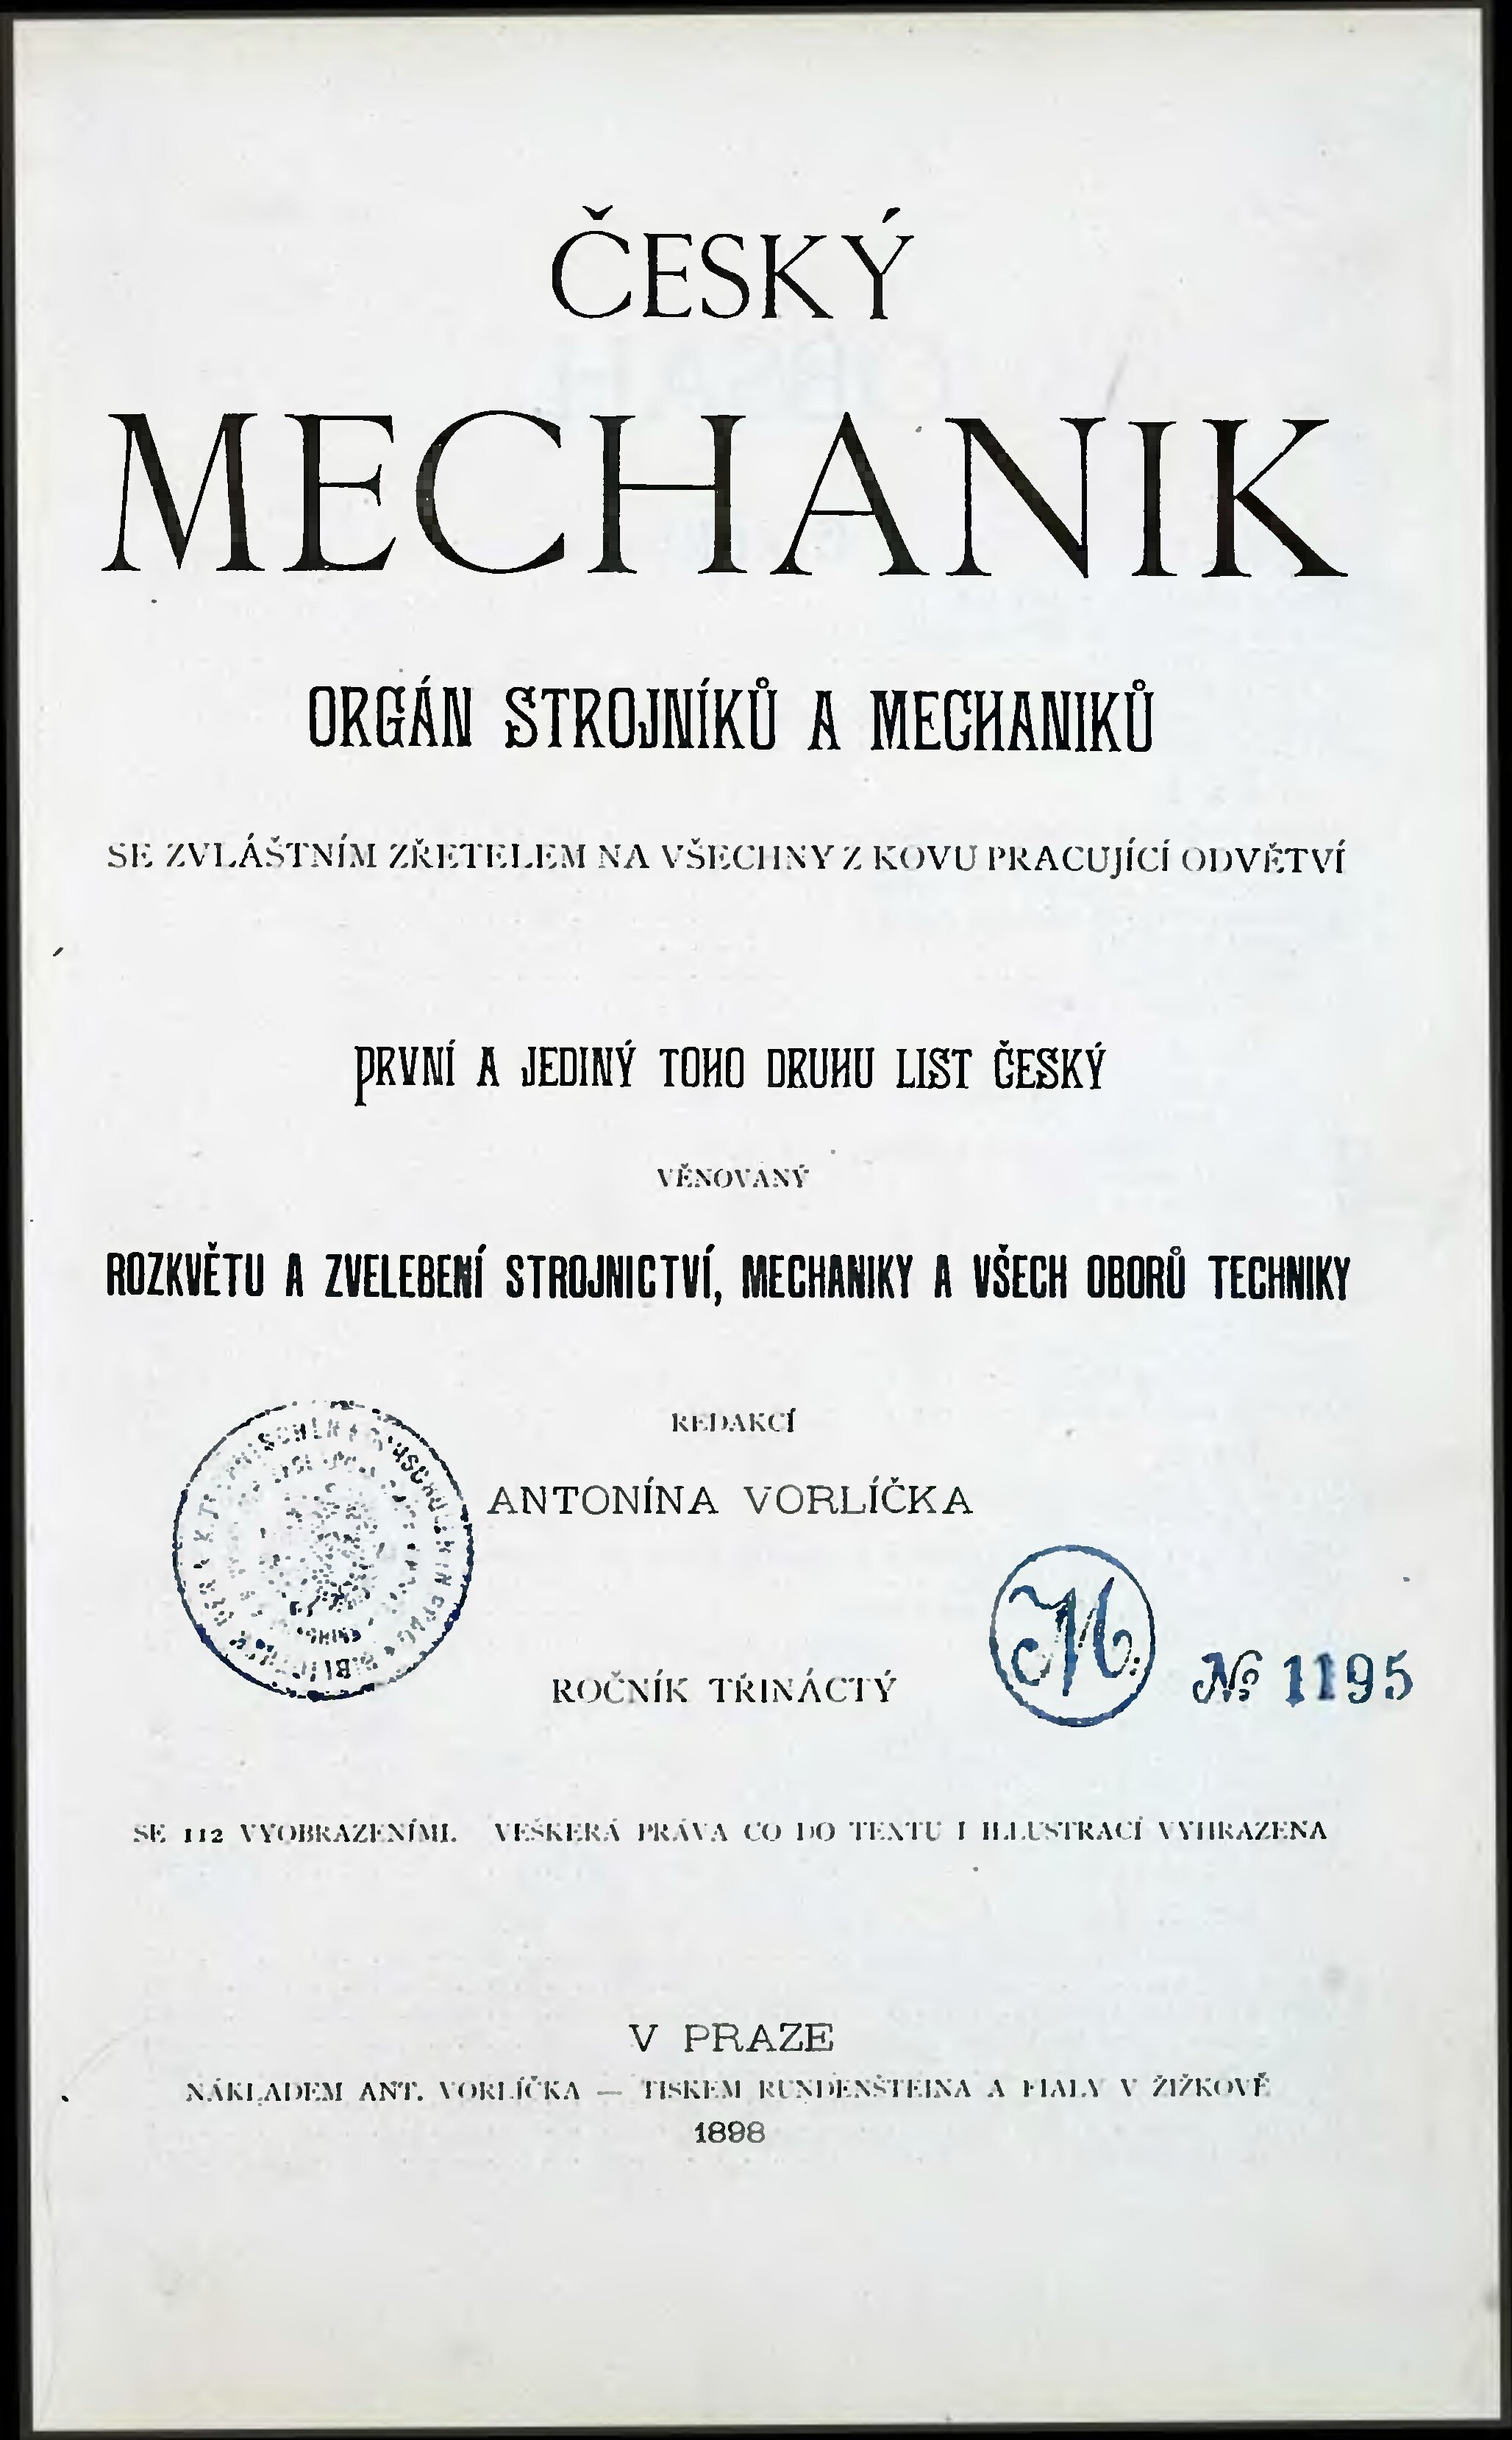 ČESKÝ
MECHANIK
ORGÁN STROJNÍKŮ A MECHANIKŮ
SE ZVLÁŠTNÍM ZŘETELEM NA VŠECHNY Z KOVU PRACUJÍCÍ ODVĚTVÍ
PRVNÍ A JEDINÝ TOHO DRUHU LIST ČESKÝ
VĚNOVANÝ
ROZKVĚTU A ZVELEBENÍ STROJNICTVÍ, MECHANIKY A VŠECH OBORŮ TECHNIKY
REDAKCÍ
ANTONÍNA VORLÍČKA
M.
№ 1195
ROČNÍK TŘINÁCTÝ
SE 112 VYOBRAZENÍMI. VEŠKERÁ PRÁVA CO DO TEXTU I ILLUSTRACÍ VYHRAZENA
V PRAZE
NÁKLADEM ANT. VORLÍČKA — TISKEM RUNDENŠTEINA A FIALY V ŽIŽKOVĚ
1898